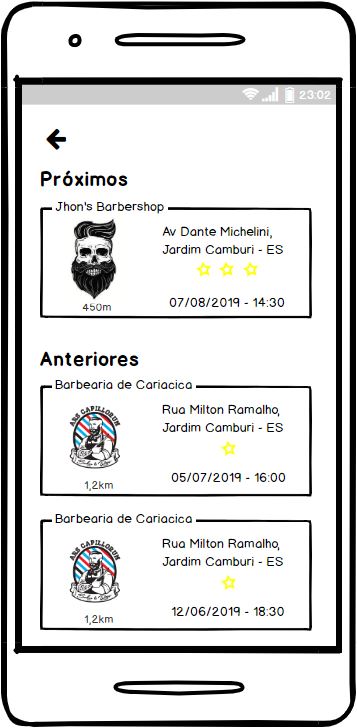 23:02
Próximos
Jhon's Barbershop
Av Dante Michelini,
Jardim Camburi - ES
450m
07/08/2019 - 14:30
Anteriores
Barbearia de Cariacica
Rua Milton Ramalho,
Jardim Camburi - ES
ARS CAPILLORUM
05/07/2019 - 16:00
1,2km
Barbearia de Cariacica
Rua Milton Ramalho,
Jardim Camburi - ES
ARS CAPILLORUM
12/06/2019 - 18:30
1,2km